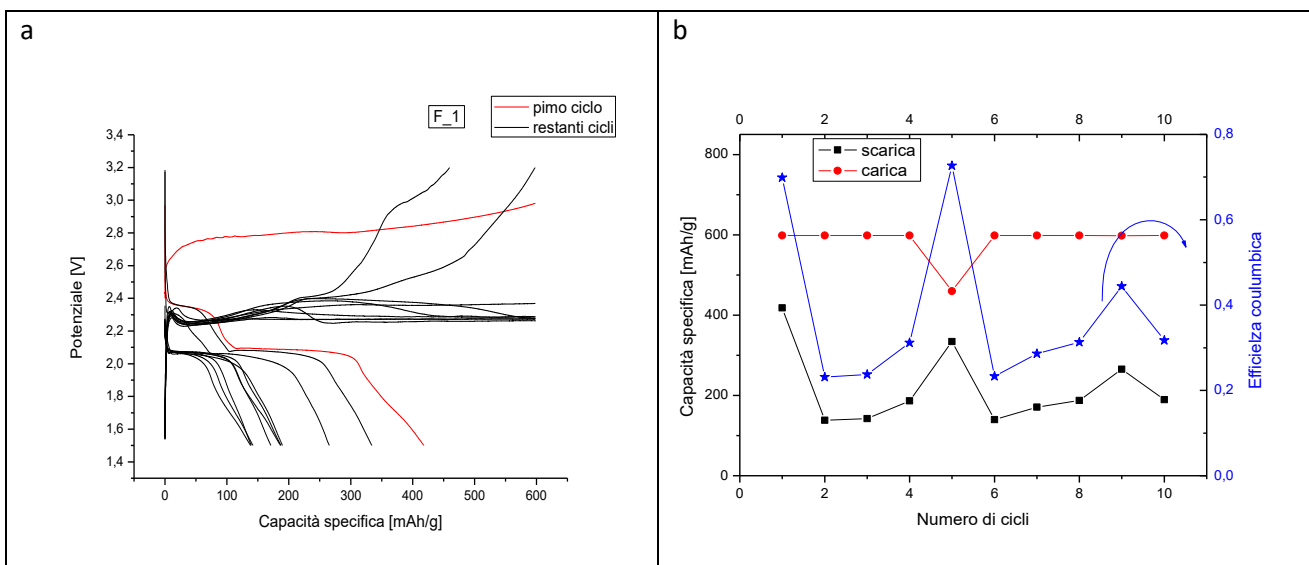 a
F_1
pimo ciclo
restanti cicli
3,4
3,2
3,0
2,8
2,6
2,4
2,2
2,0
1,8
1,6
1,4
Potenziale [V]
0 100 200 300 400 500 600
Capacità specifica [mAh/g]
b
0 2 4 6 8 10
scarica
carica
800
600
400
200
0
Capacità specifica [mAh/g]
0,8
0,6
0,4
0,2
0,0
Efficielza coulumbica
0 2 4 6 8 10
Numero di cicli